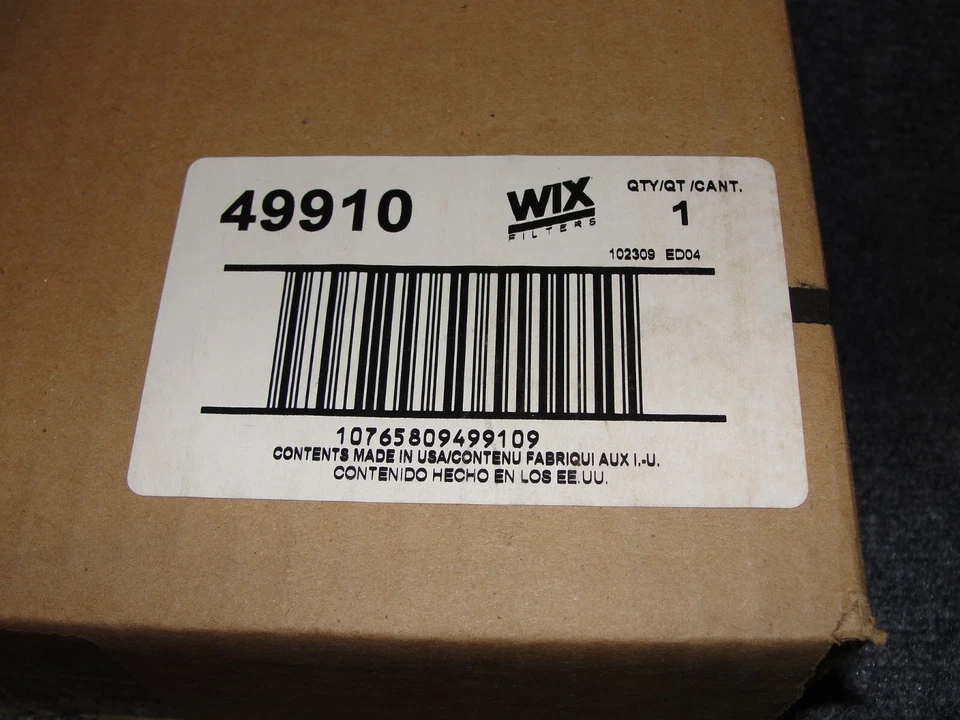 49910
WIX
FILTERS
QTY/QT /CANT.
1
102309 ED04
10765809499109
CONTENTS MADE IN USA/CONTENU FABRIQUI AUX I.-U.
CONTENIDO HECHO EN LOS EE.UU.